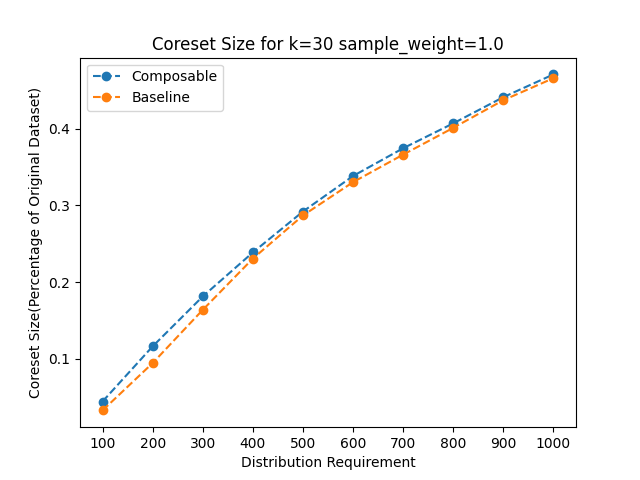 Coreset Size for k=30 sample_weight=1.0
Composable
Baseline
Coreset Size(Percentage of Original Dataset)
0.4
0.3
0.2
0.1
100 200 300 400 500 600 700 800 900 1000
Distribution Requirement